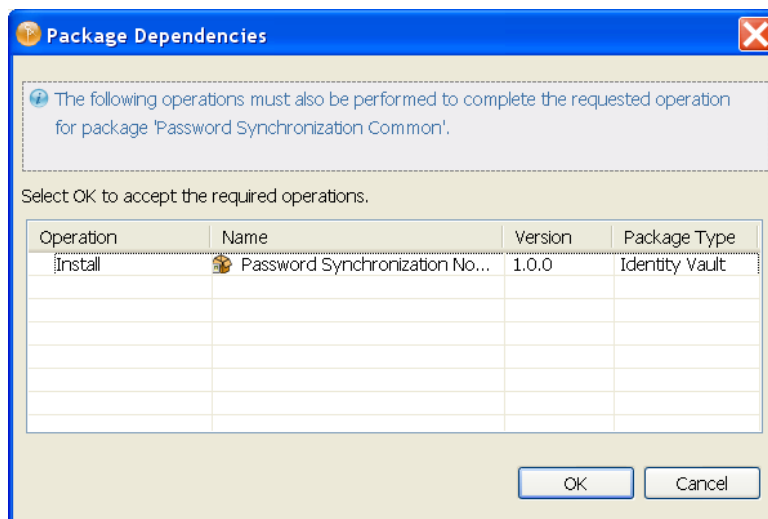 Package Dependencies
The following operations must also be performed to complete the requested operation
for package 'Password Synchronization Common'.
Select OK to accept the required operations.
Operation Name Version Package Type
Install Password Synchronization No... 1.0.0 Identity Vault
OK Cancel